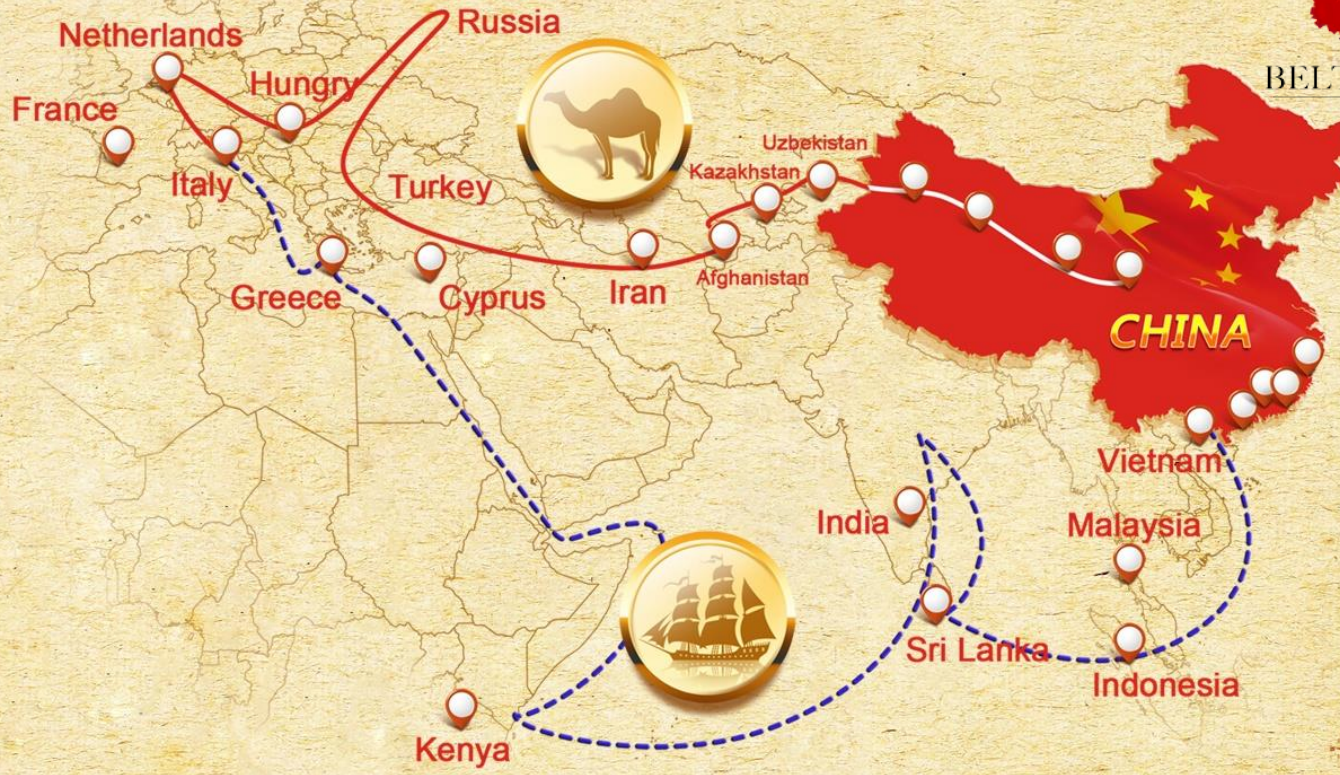 Russia
Netherlands
Hungry
BELT
France
Uzbekistan
Kazakhstan
Italy
Turkey
Afghanistan
Greece
Cyprus
Iran
CHINA
Vietnam
India
Malaysia
Sri Lanka
Indonesia
Kenya